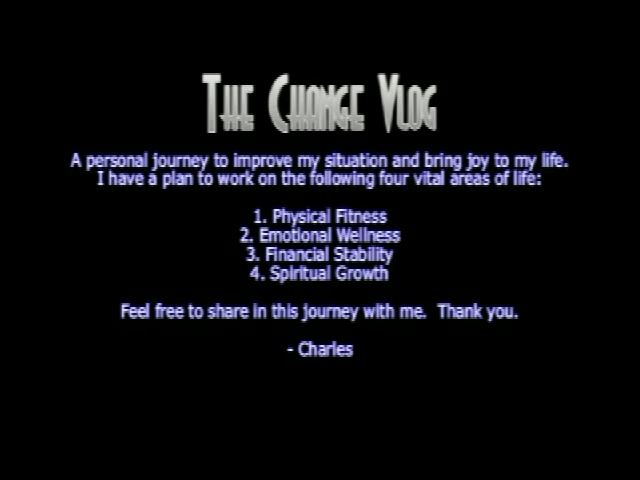 The Change Vlog
A personal journey to improve my situation and bring joy to my life.
I have a plan to work on the following four vital areas of life:
1. Physical Fitness
2. Emotional Wellness
3. Financial Stability
4. Spiritual Growth
Feel free to share in this journey with me.  Thank you.
- Charles